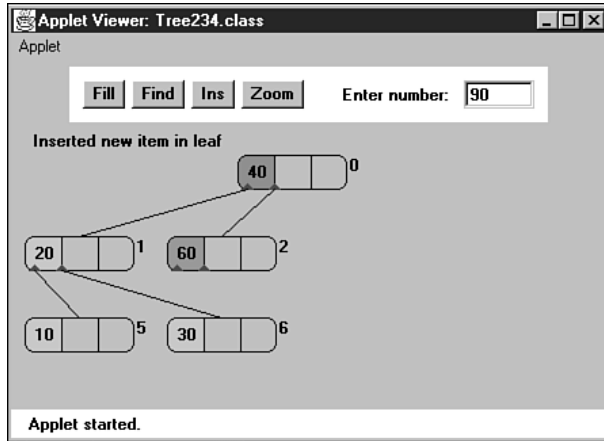 Applet Viewer: Tree234.class
Applet
Fill Find Ins Zoom Enter number: 90
Inserted new item in leaf
40 0
20 1 60 2
10 5 30 6
Applet started.